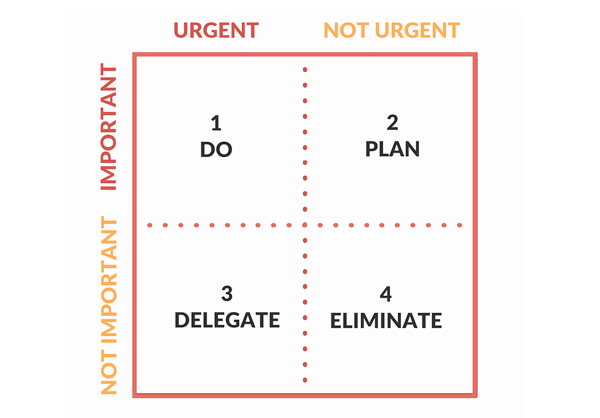 URGENT
NOT URGENT
IMPORTANT
1
DO
2
PLAN
NOT IMPORTANT
3
DELEGATE
4
ELIMINATE